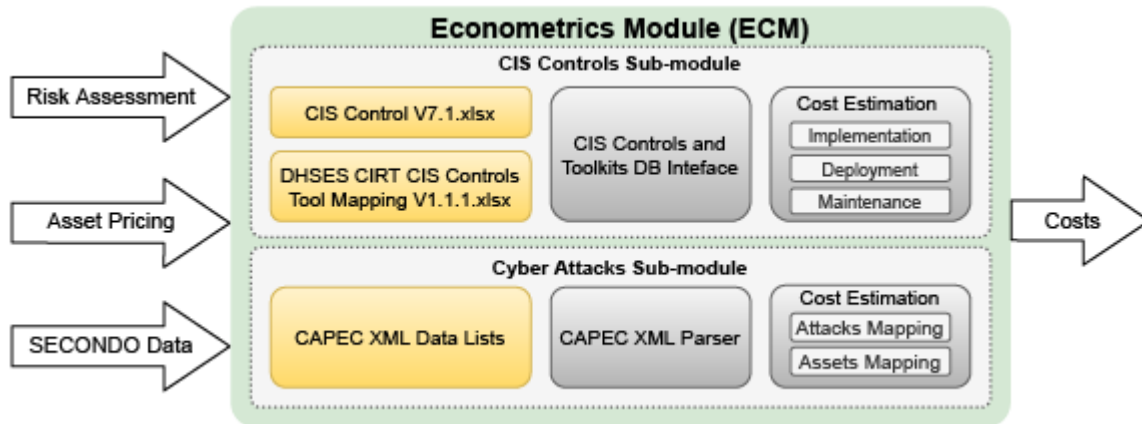 Econometrics Module (ECM)
CIS Controls Sub-module
Risk Assessment
CIS Control V7.1.xlsx
DHSES CIRT CIS Controls
Tool Mapping V1.1.1.xlsx
CIS Controls and
Toolkits DB Inteface
Cost Estimation
Implementation
Deployment
Maintenance
Asset Pricing
Costs
Cyber Attacks Sub-module
SECONDO Data
CAPEC XML Data Lists
CAPEC XML Parser
Cost Estimation
Attacks Mapping
Assets Mapping